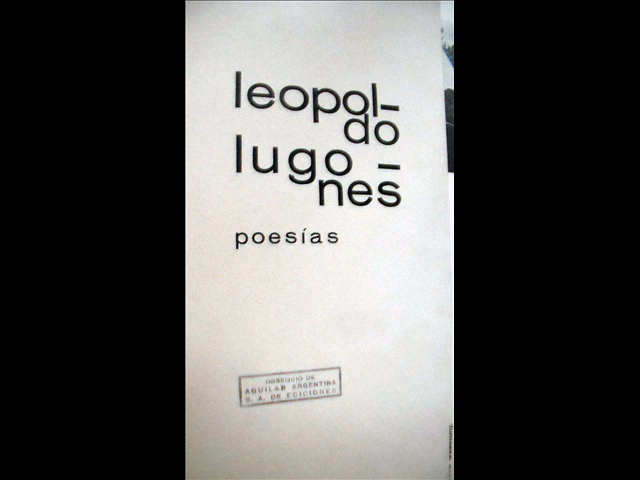 leopol-
do
lugo-
nes
poesías
OBSEQUIO DE
AGUILAR ARGENTINA
S. A. DE EDICIONES